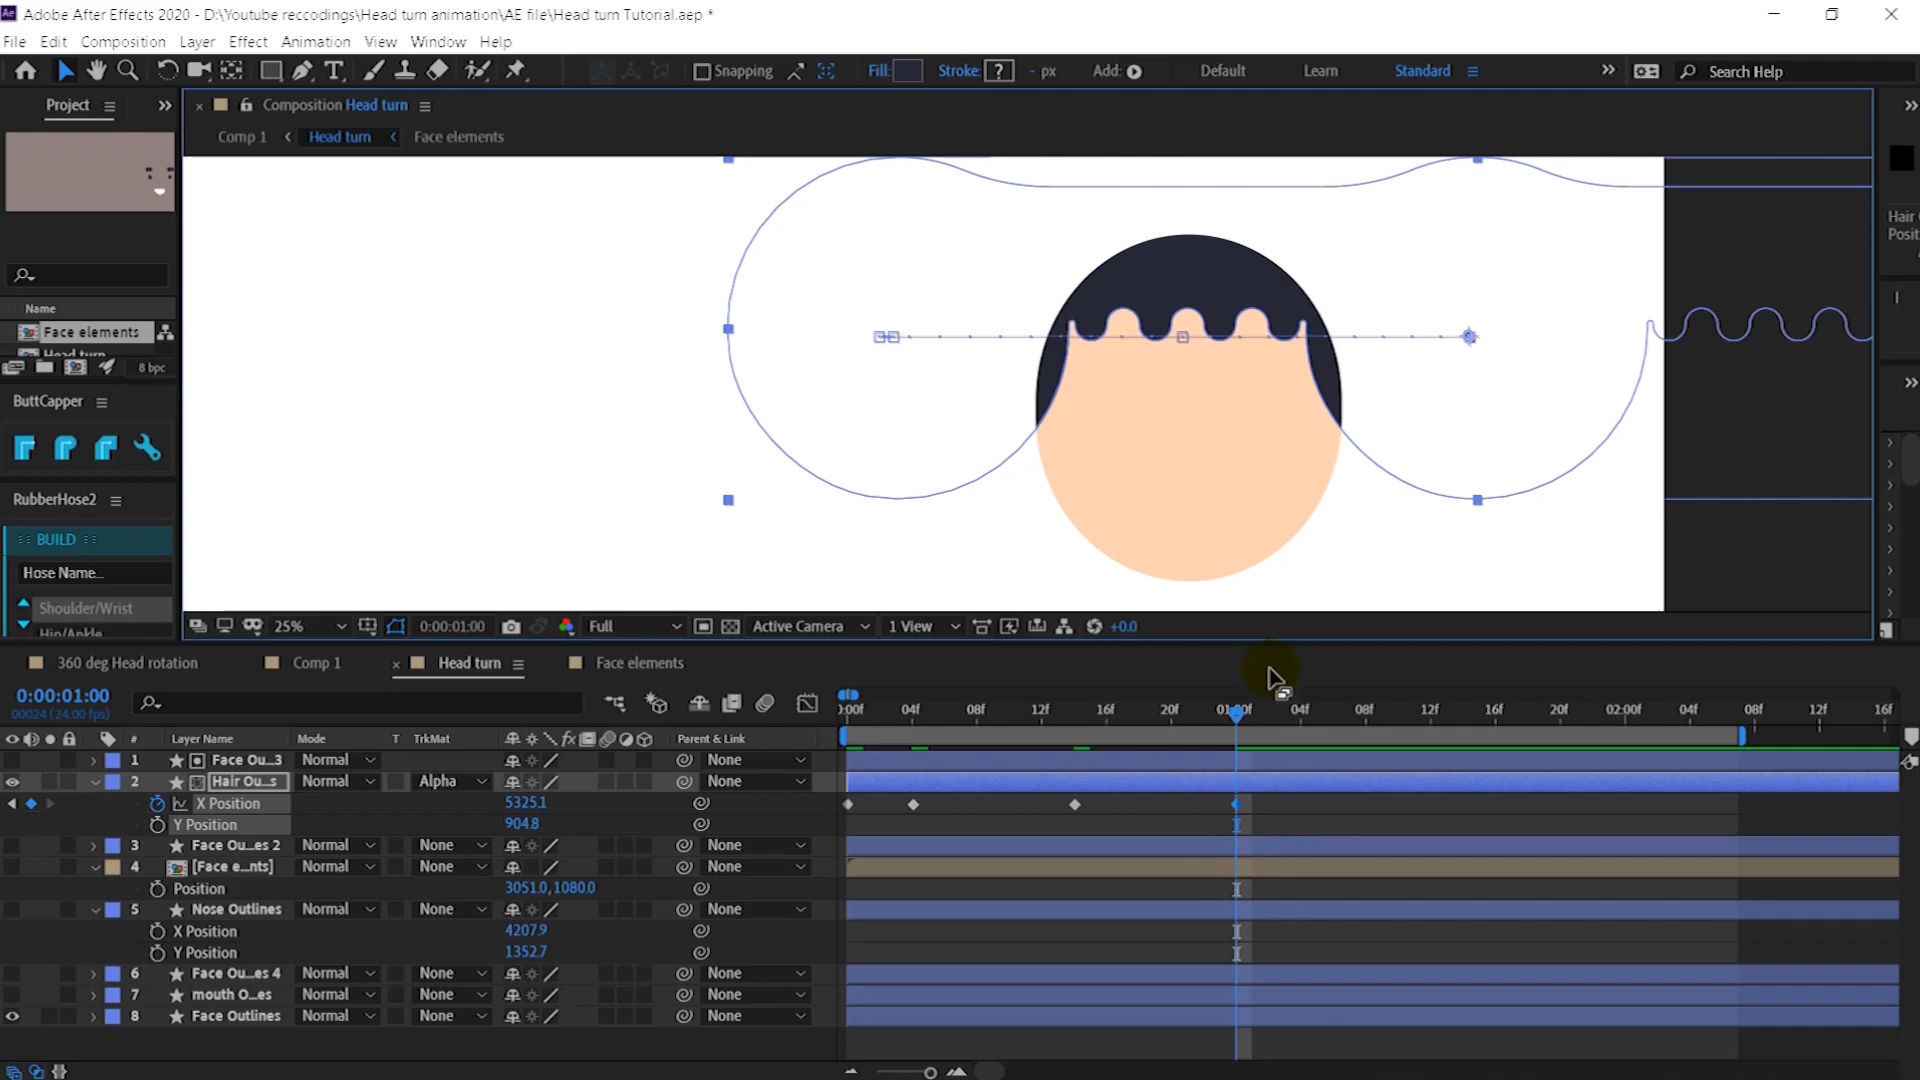 Ae Adobe After Effects 2020 - D:\Youtube reccodings\Head turn animation\AE file\Head turn Tutorial.aep *
File Edit Composition Layer Effect Animation View Window Help
Snapping Fill: Stroke: ? - px Add: Default Learn Standard Search Help
Project Composition Head turn
Comp 1 Head turn Face elements
Hair
Posit
Name
Face elements
8 bpc
ButtCapper
RubberHose2
:: BUILD ::
Hose Name...
Shoulder/Wrist
Hip/Ankle
25% 0:00:01:00 Full Active Camera 1 View +0.0
360 deg Head rotation Comp 1 Head turn Face elements
0:00:01:00
00024 (24.00 fps)
04f 08f 12f 16f 20f 01:00f 04f 08f 12f 16f 20f 02:00f 04f 08f 12f 16f
# Layer Name Mode T TrkMat Parent & Link
1 Face Ou...3 Normal None
2 Hair Ou...s Normal Alpha None
X Position 5325.1
Y Position 904.8
3 Face Ou...es 2 Normal None None
4 [Face e...nts] Normal None None
Position 3051.0,1080.0
5 Nose Outlines Normal None None
X Position 4207.9
Y Position 1352.7
6 Face Ou...es 4 Normal None None
7 mouth O...es Normal None None
8 Face Outlines Normal None None